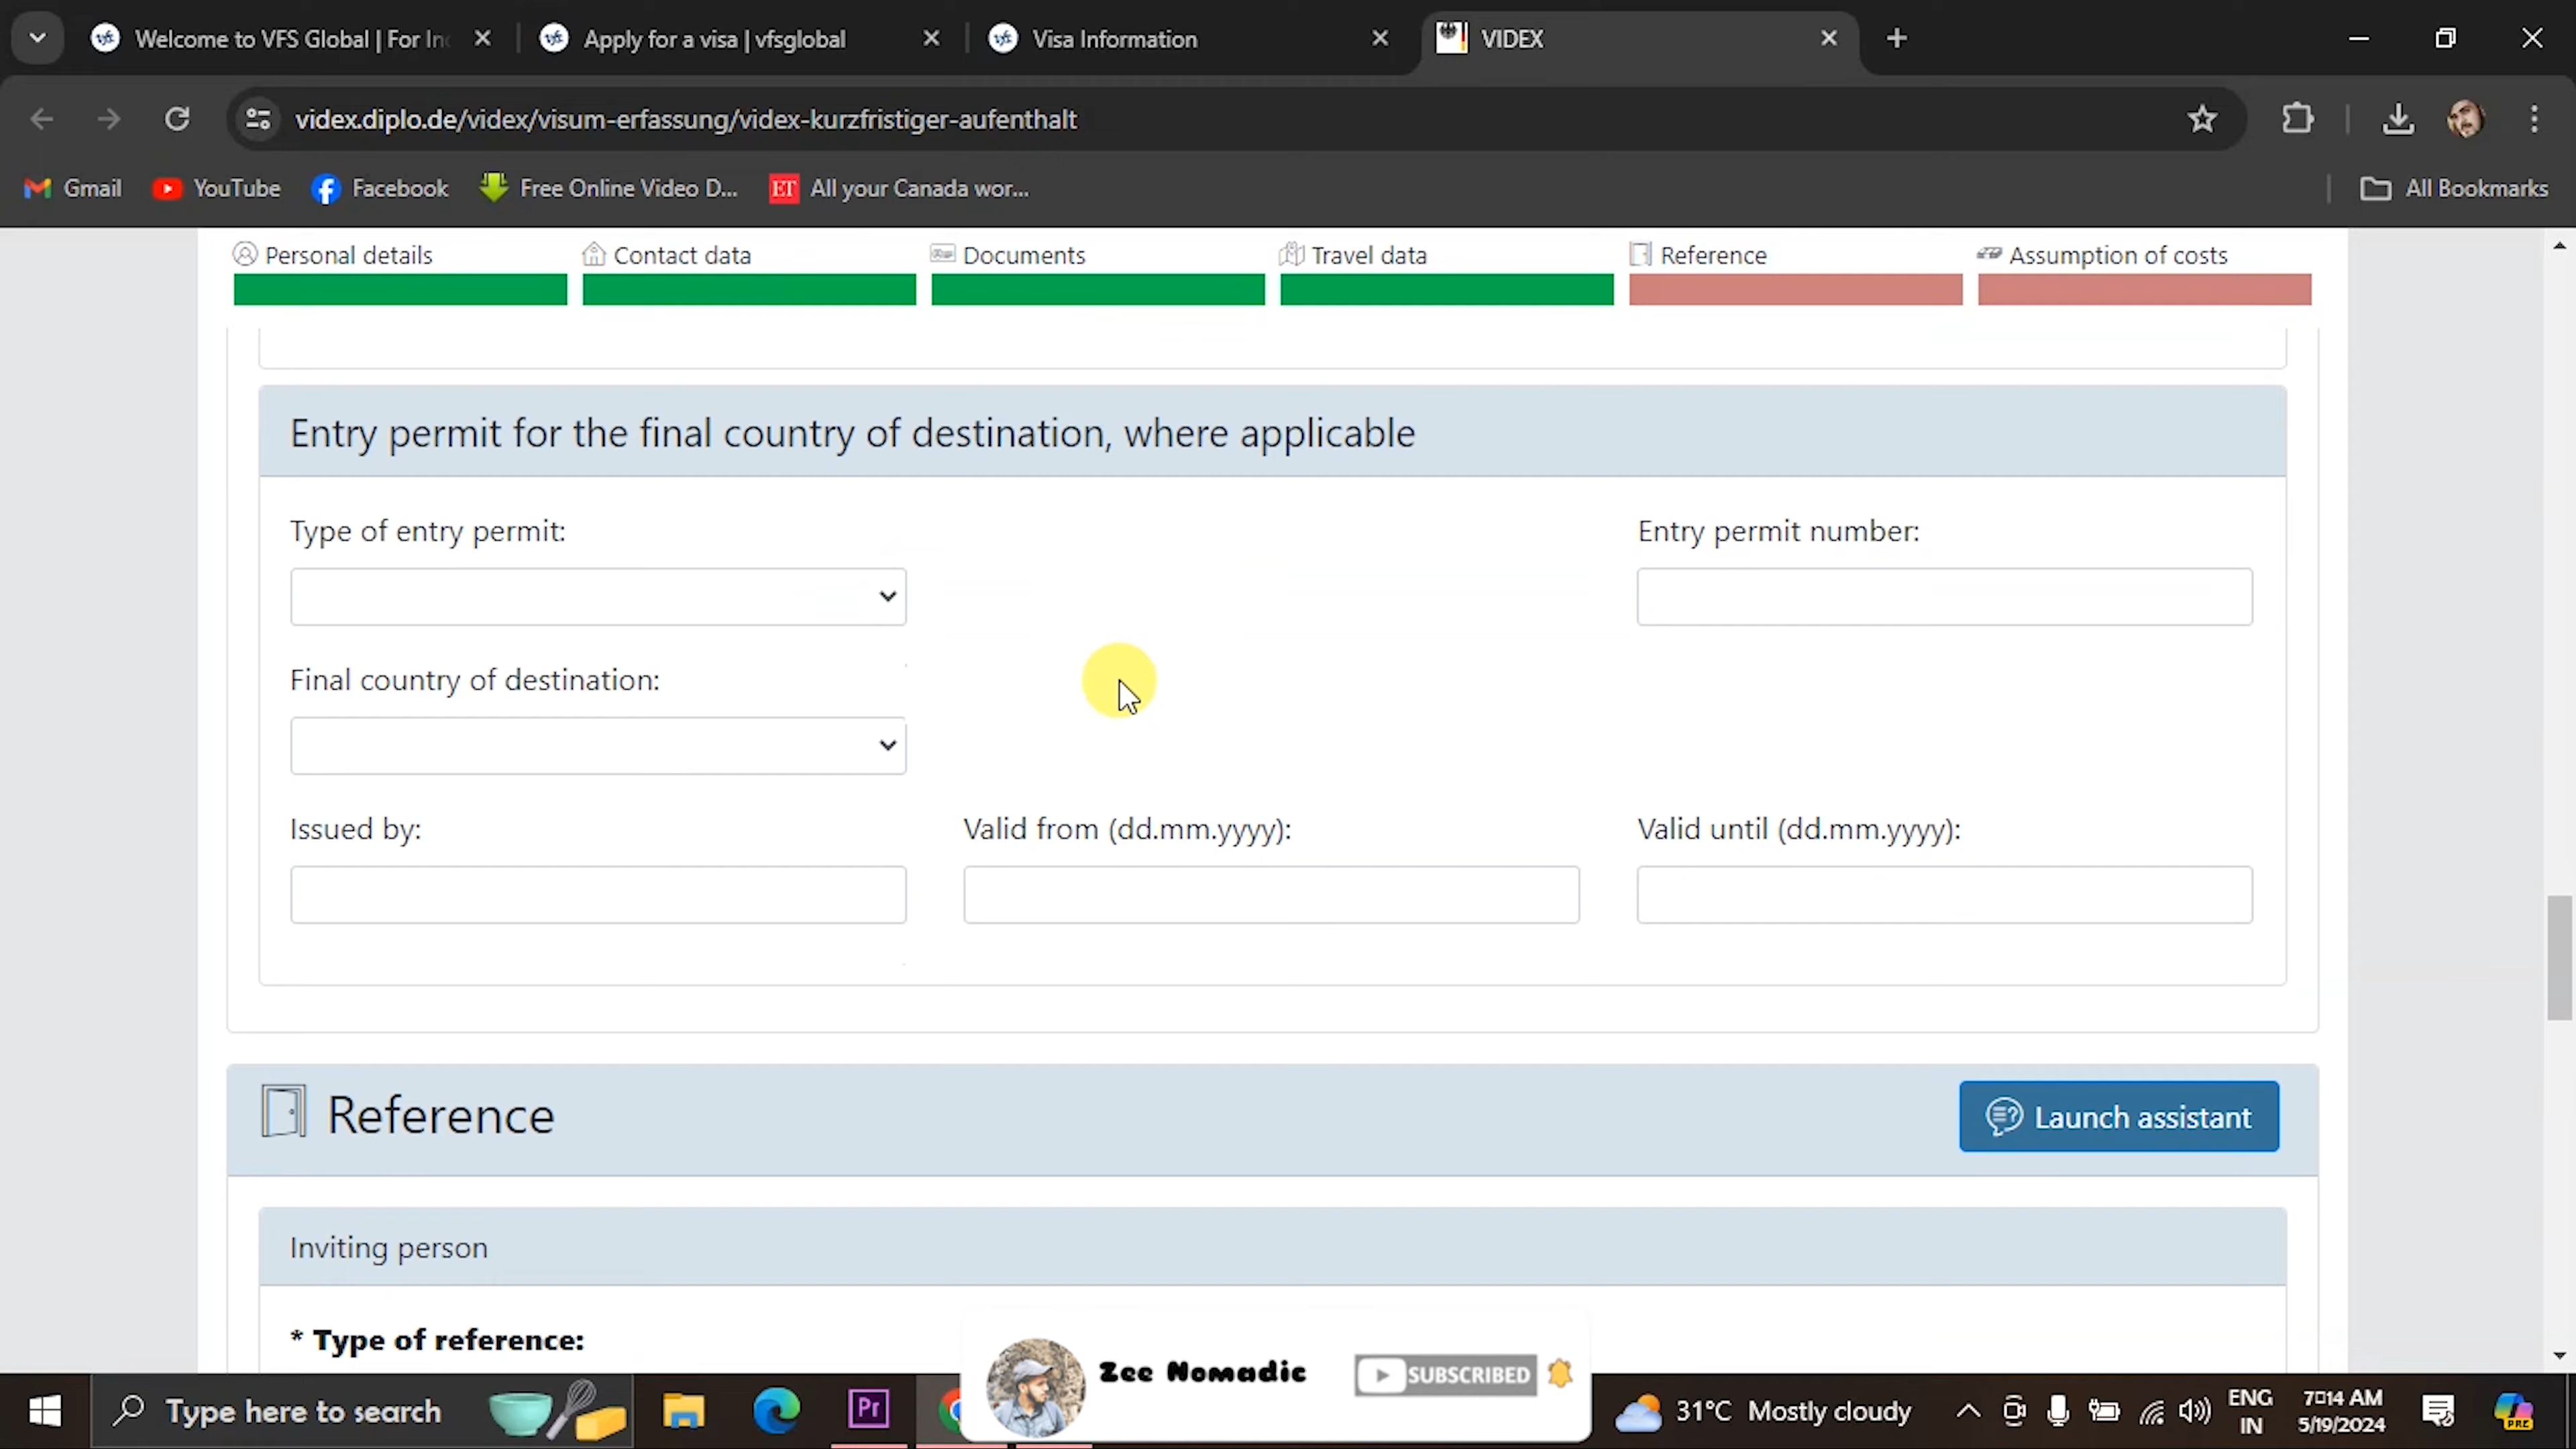 Welcome to VFS Global | For Inc
Apply for a visa | vfsglobal
Visa Information
VIDEX
videx.diplo.de/videx/visum-erfassung/videx-kurzfristiger-aufenthalt
Gmail
YouTube
Facebook
Free Online Video D...
ET
All your Canada wor...
All Bookmarks
Personal details
Contact data
Documents
Travel data
Reference
Assumption of costs
Entry permit for the final country of destination, where applicable
Type of entry permit:
Entry permit number:
Final country of destination:
Issued by:
Valid from (dd.mm.yyyy):
Valid until (dd.mm.yyyy):
Reference
Launch assistant
Inviting person
* Type of reference:
Zee Nomadic
SUBSCRIBED
Type here to search
Pr
31°C Mostly cloudy
ENG
IN
7:14 AM
5/19/2024
PRE